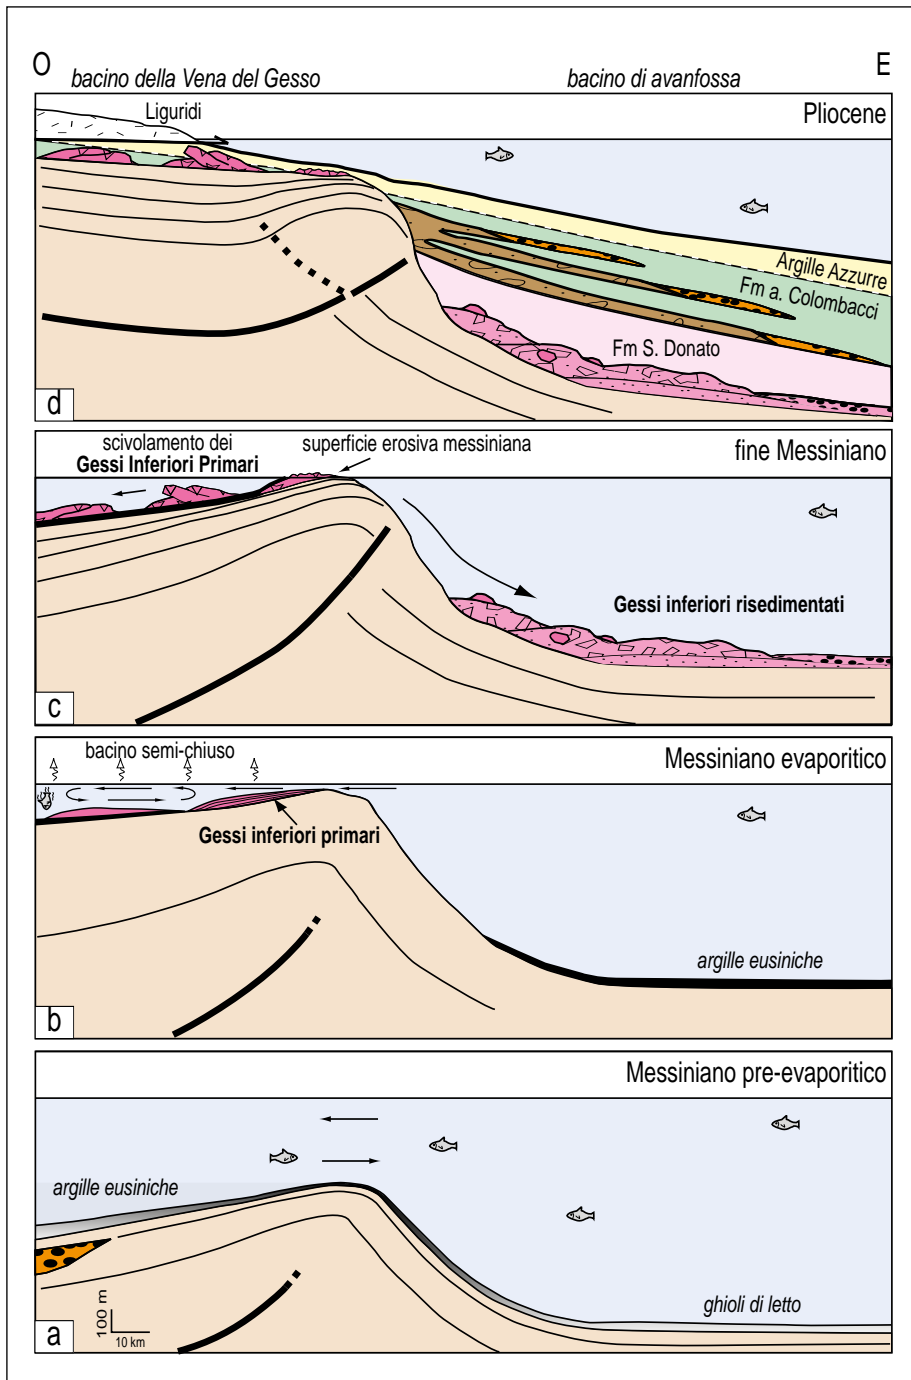 O
E
bacino della Vena del Gesso
bacino di avanfossa
Liguridi
Pliocene
Argille Azzurre
Fm a. Colombacci
Fm S. Donato
d
scivolamento dei
Gessi Inferiori Primari
superficie erosiva messiniana
fine Messiniano
Gessi inferiori risedimentati
c
bacino semi-chiuso
Messiniano evaporitico
Gessi inferiori primari
argille eusiniche
b
Messiniano pre-evaporitico
argille eusiniche
ghioli di letto
100 m
10 km
a